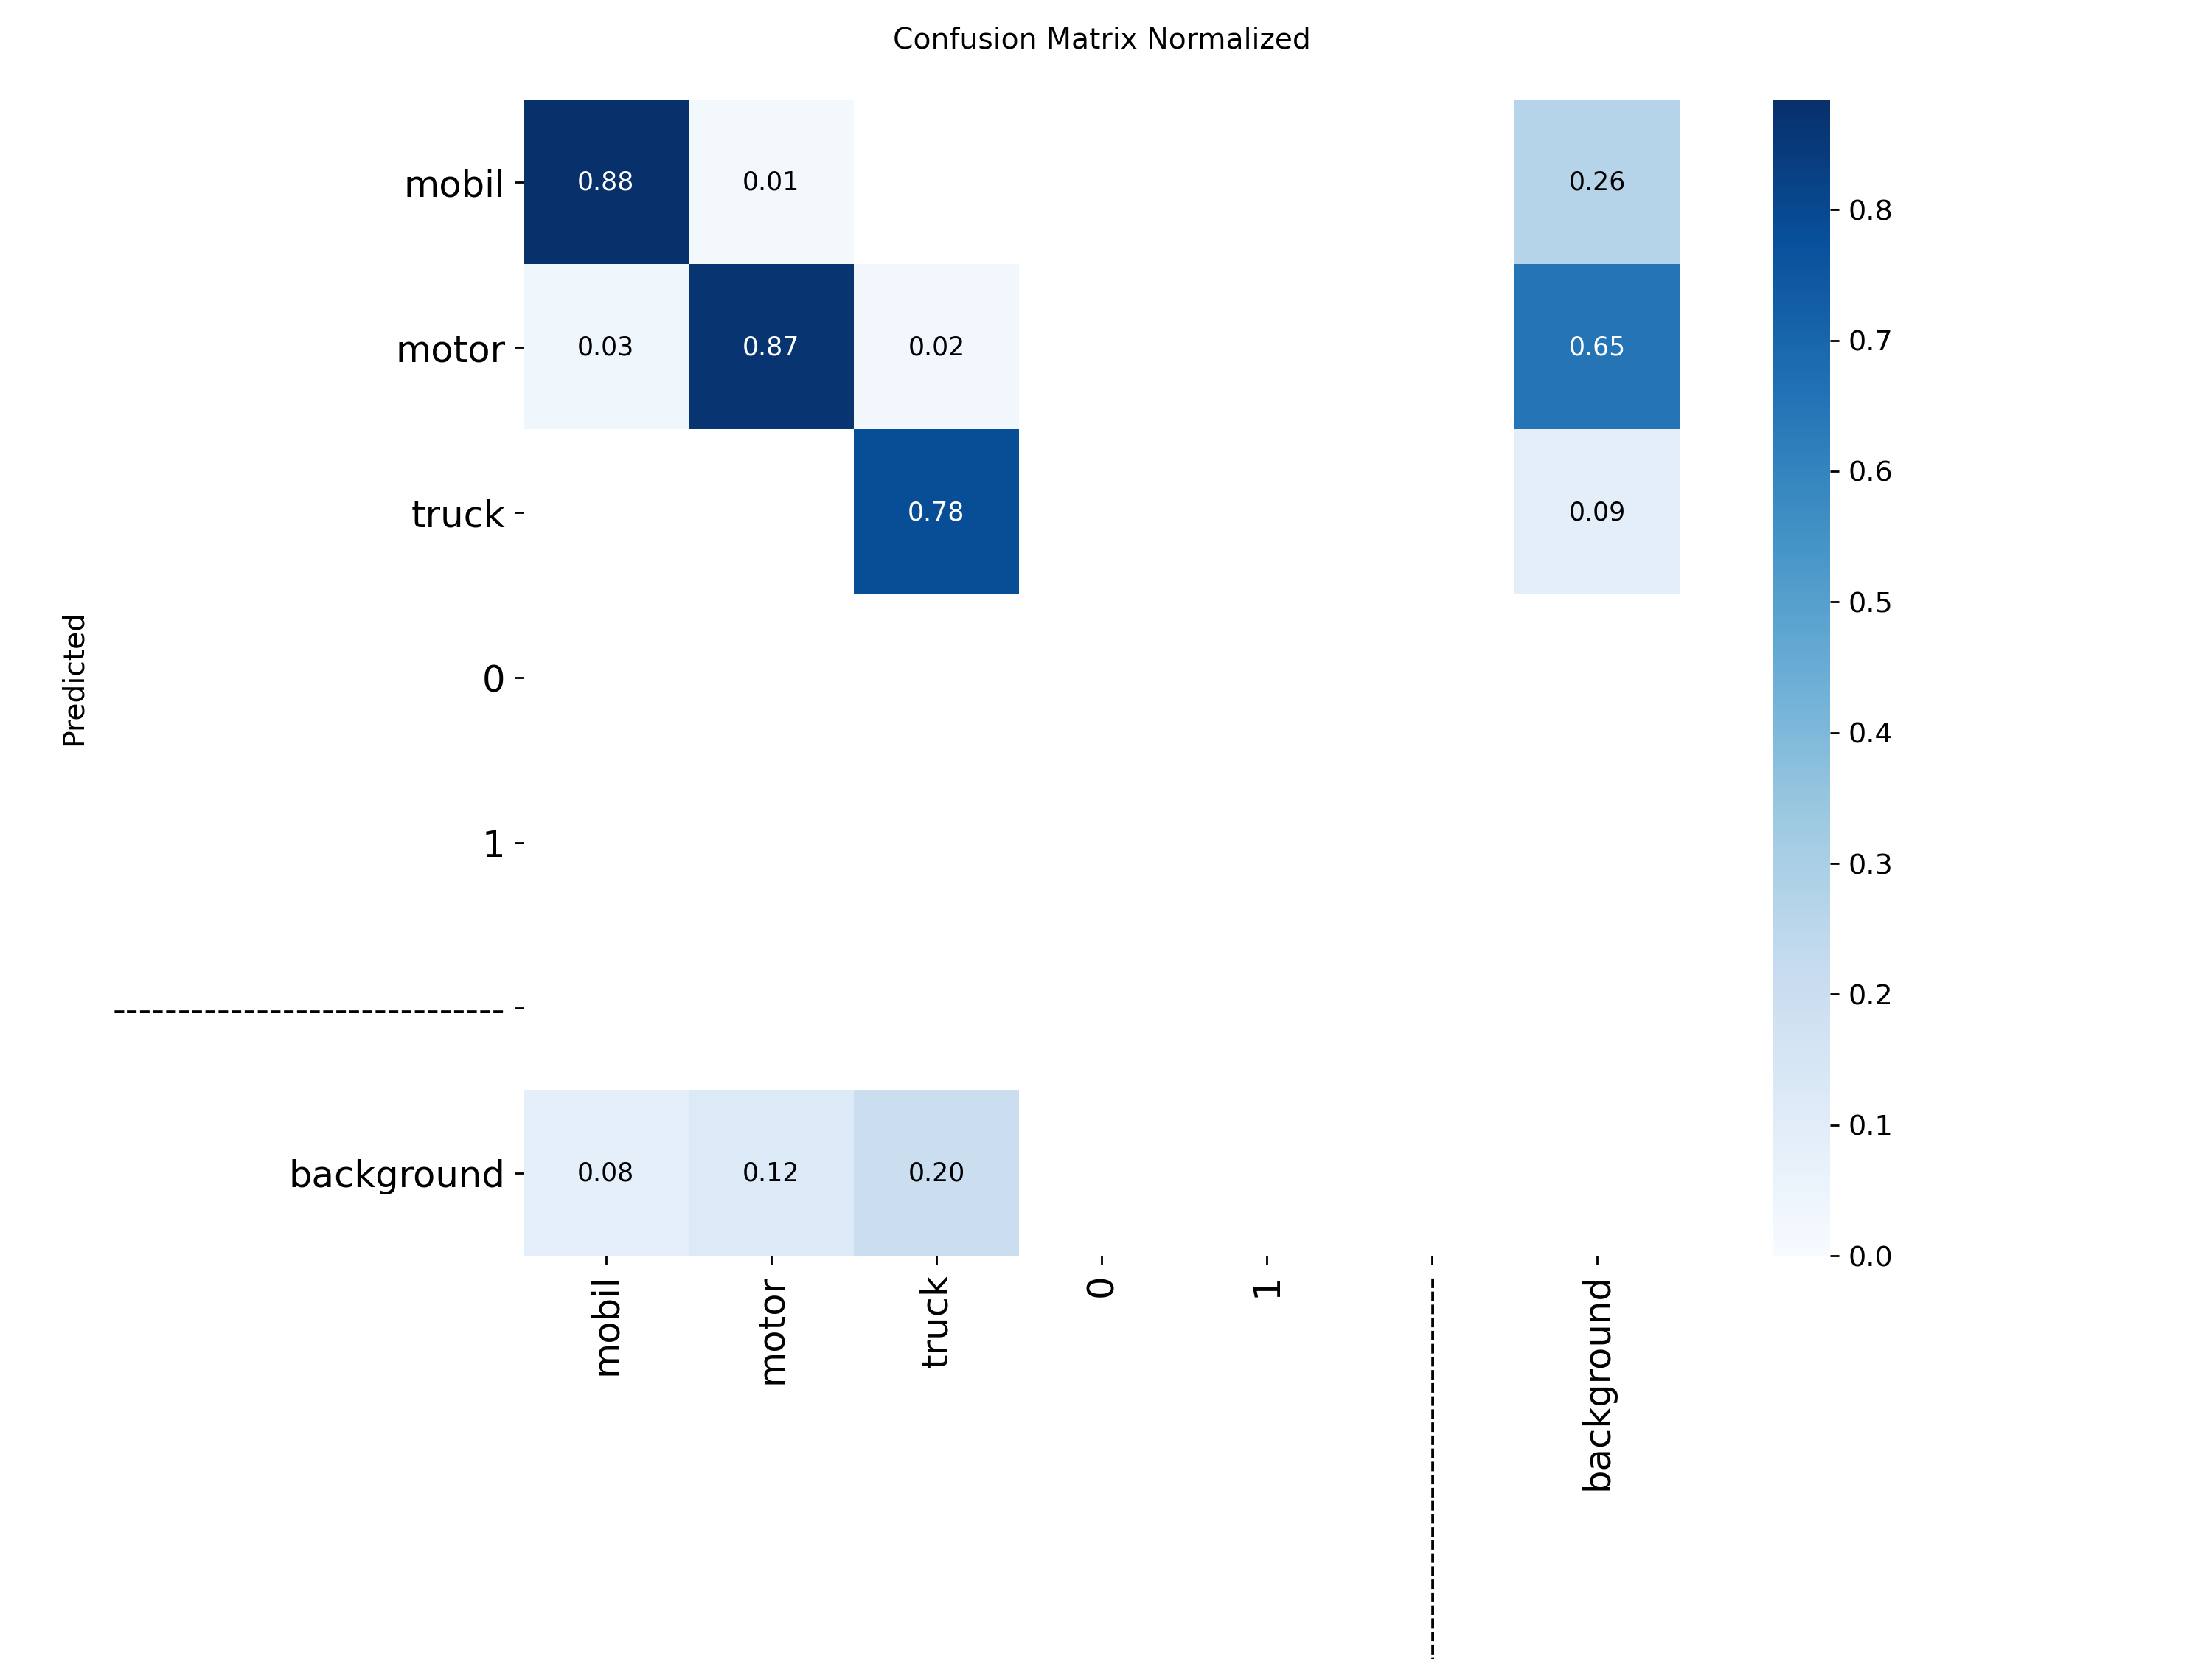 Confusion Matrix Normalized
mobil 0.88 0.01 0.26
motor 0.03 0.87 0.02 0.65
truck 0.78 0.09
0
1
------------------------------
background 0.08 0.12 0.20
Predicted
mobil
motor
truck
0
1
------------------------------
background
0.8
0.7
0.6
0.5
0.4
0.3
0.2
0.1
0.0